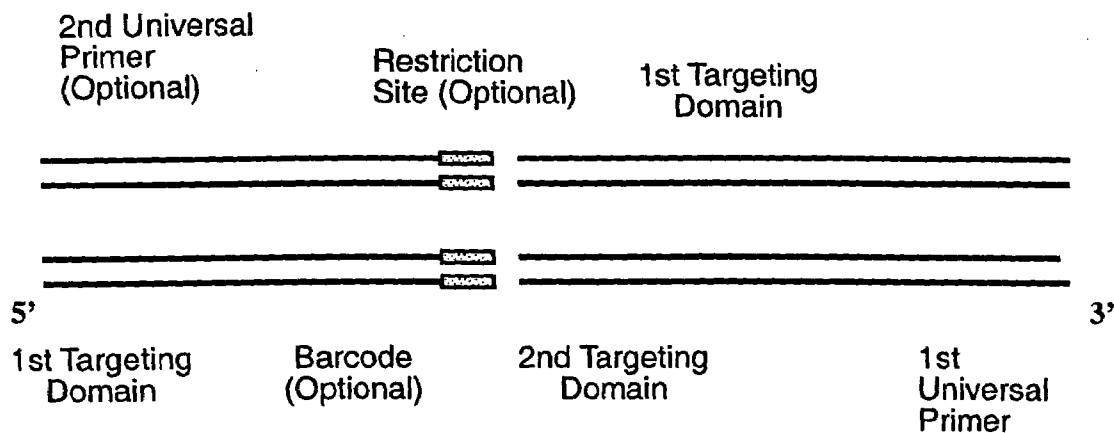 2nd Universal
Primer
(Optional)
Restriction
Site (Optional)
1st Targeting
Domain
5’
3’
1st Targeting
Domain
Barcode
(Optional)
2nd Targeting
Domain
1st
Universal
Primer